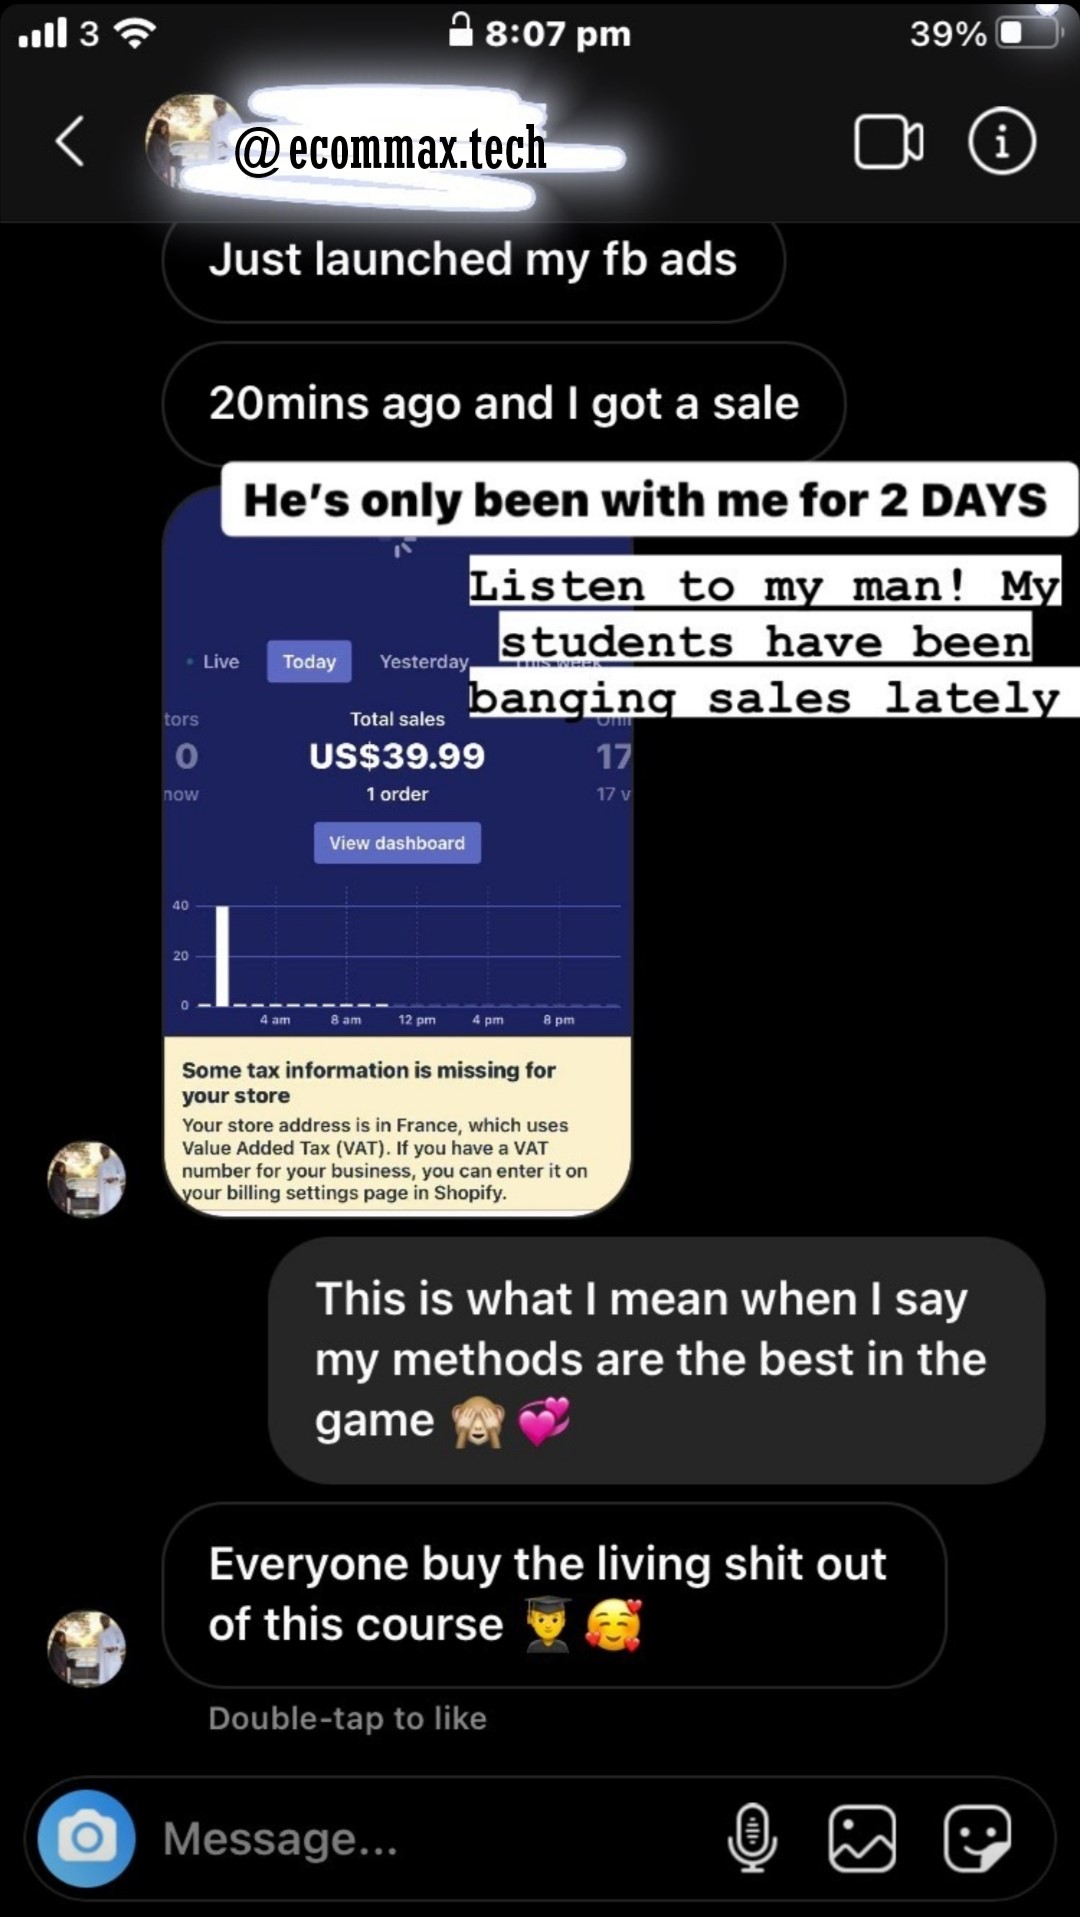 3
8:07 pm
39%
@ecommax.tech
Just launched my fb ads
20mins ago and I got a sale
He's only been with me for 2 DAYS
Listen to my man! My
students have been
banging sales lately
Live
Today
Yesterday
This week
tors
Total sales
0
US$39.99
17
now
1 order
17 v
View dashboard
40
20
0
4 am 8 am 12 pm 4 pm 8 pm
Some tax information is missing for
your store
Your store address is in France, which uses
Value Added Tax (VAT). If you have a VAT
number for your business, you can enter it on
your billing settings page in Shopify.
This is what I mean when I say
my methods are the best in the
game 🙈 💞
Everyone buy the living shit out
of this course 👨‍🎓 🥰
Double-tap to like
Message...